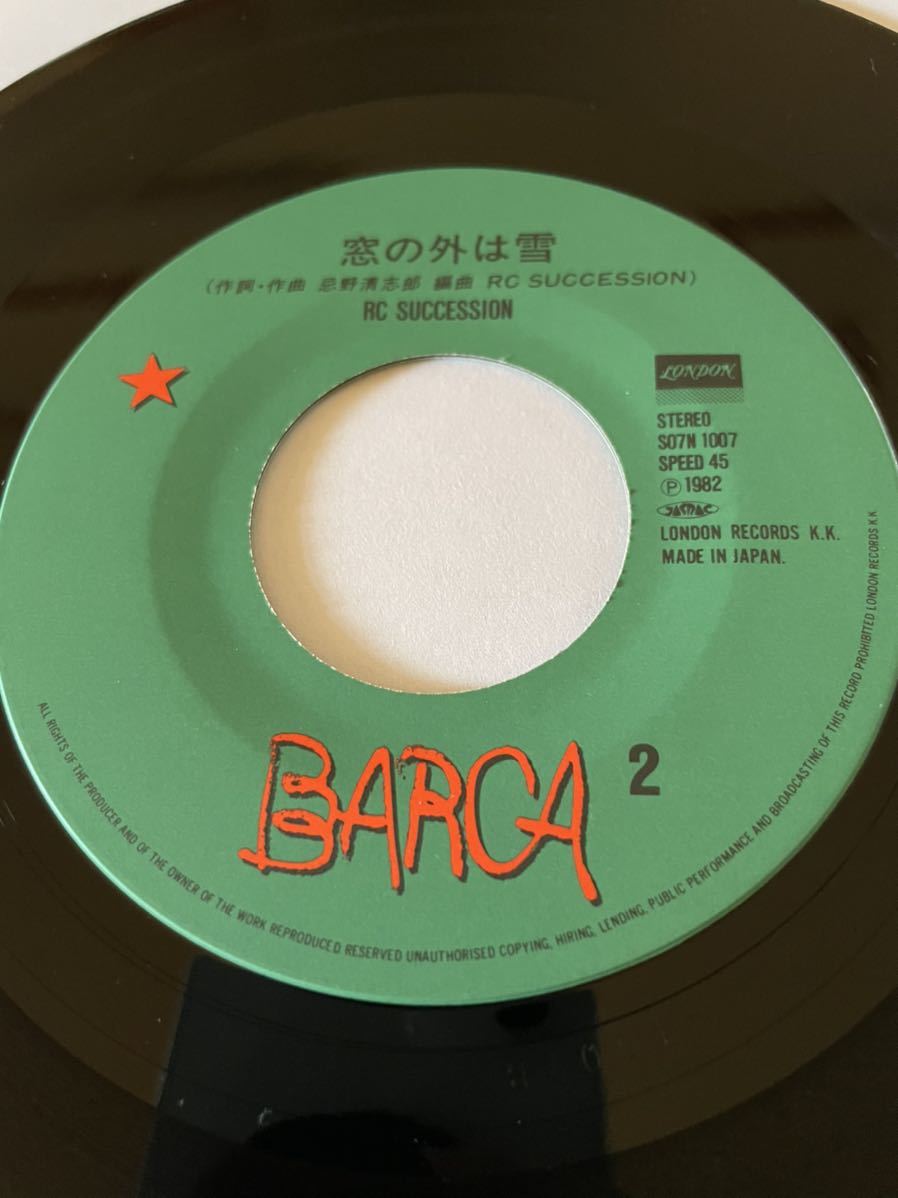 窓の外は雪
(作詞・作曲 忌野清志郎 編曲 RC SUCCESSION)
RC SUCCESSION
LONDON
STEREO
S07N 1007
SPEED 45
Ⓟ1982
JASRAC
LONDON RECORDS K.K.
MADE IN JAPAN.
BARCA 2
ALL RIGHTS OF THE PRODUCER AND OF THE OWNER OF THE WORK REPRODUCED RESERVED UNAUTHORISED COPYING, HIRING, LENDING, PUBLIC PERFORMANCE AND BROADCASTING OF THIS RECORD PROHIBITED LONDON RECORDS K.K.